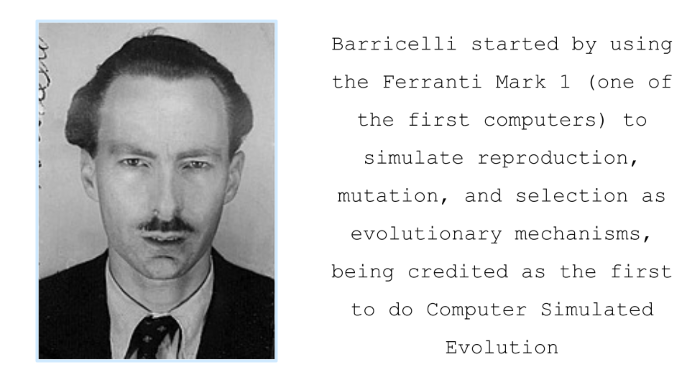 Barricelli started by using
the Ferranti Mark 1 (one of
the first computers) to
simulate reproduction,
mutation, and selection as
evolutionary mechanisms,
being credited as the first
to do Computer Simulated
Evolution